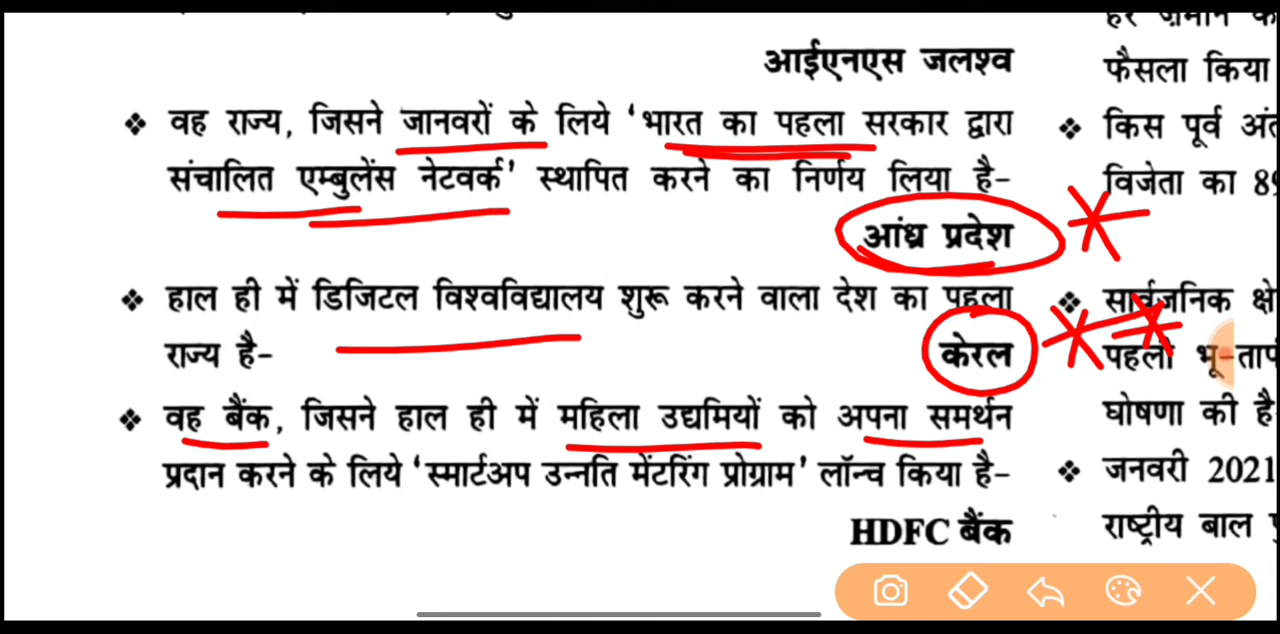 आईएनएस जलश्व
❖ वह राज्य, जिसने जानवरों के लिये ‘भारत का पहला सरकार द्वारा
संचालित एम्बुलेंस नेटवर्क’ स्थापित करने का निर्णय लिया है-
आंध्र प्रदेश
❖ हाल ही में डिजिटल विश्वविद्यालय शुरू करने वाला देश का पहला
राज्य है-
केरल
❖ वह बैंक, जिसने हाल ही में महिला उद्यमियों को अपना समर्थन
प्रदान करने के लिये ‘स्मार्टअप उन्नति मेंटरिंग प्रोग्राम’ लॉन्च किया है-
HDFC बैंक
फैसला किया
❖ किस पूर्व
विजेता का
❖ सार्वजनिक
पहली
घोषणा की है
❖ जनवरी 2021
राष्ट्रीय बाल